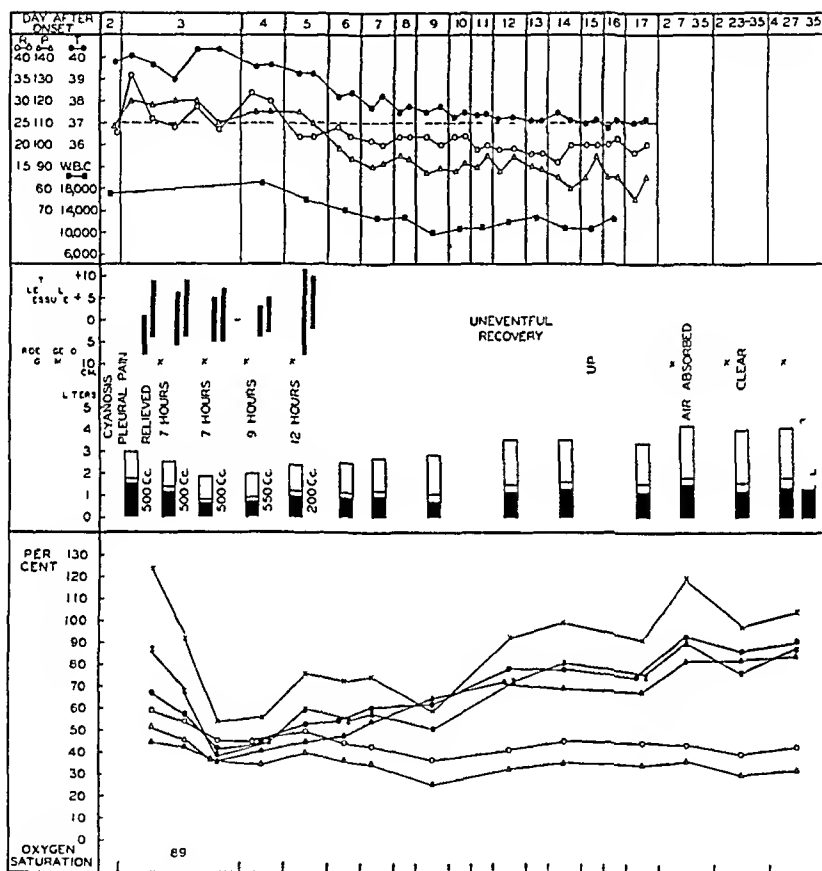 DAY AFTER ONSET 2 3 4 5 6 7 8 9 10 11 12 13 14 15 16 17 2 7 35 2 23-35 4 27 35
R P T
40 140 40
35 130 39
30 120 38
25 110 37
20 100 36
15 90 W.B.C
60 18,000
70 14,000
10,000
6,000
+10
+ 5
0
5
10
UNEVENTFUL
RECOVERY
UP
AIR ABSORBED
CLEAR
CYANOSIS
PLEURAL PAIN
RELIEVED
7 HOURS
7 HOURS
9 HOURS
12 HOURS
5
4
3
2
1
0
500 Cc.
500 Cc.
500 Cc.
550 Cc.
200 Cc.
PER
CENT
130
120
110
100
90
80
70
60
50
40
30
20
10
0
OXYGEN
SATURATION
89